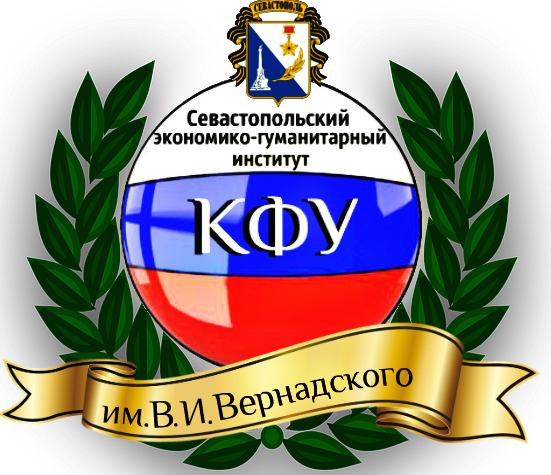 СЕВАСТОПОЛЬ
Севастопольский
экономико-гуманитарный
институт
КФУ
им.В.И.Вернадского